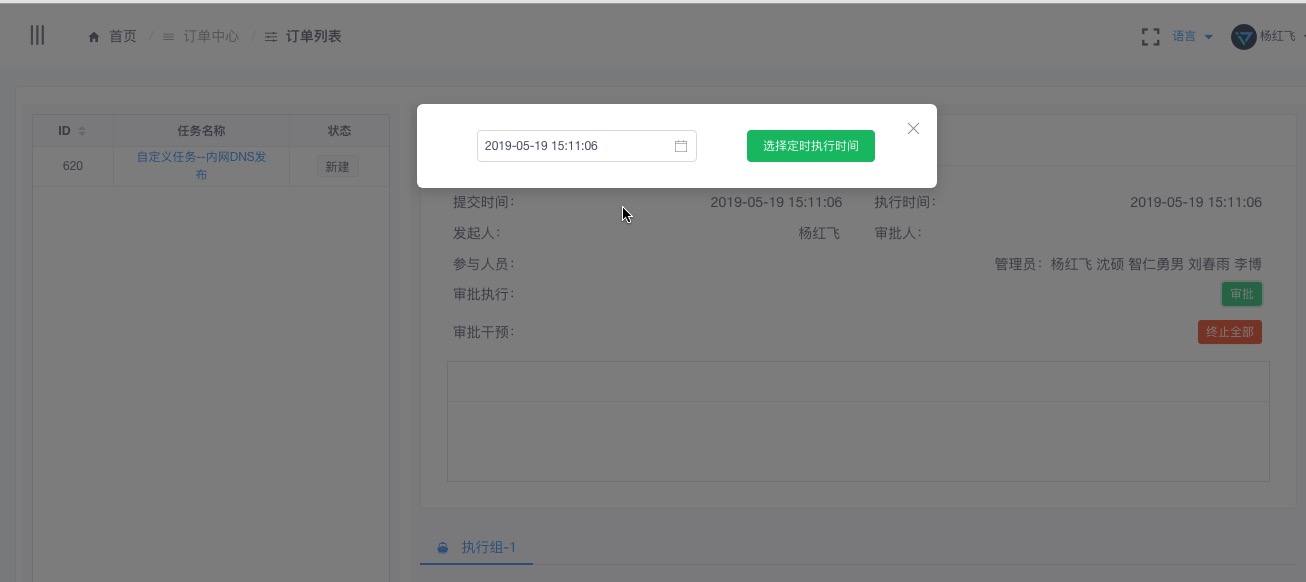 首页 / 订单中心 / 订单列表
语言
杨红飞
ID 任务名称 状态
620 自定义任务--内网DNS发布 新建
2019-05-19 15:11:06 选择定时执行时间
提交时间： 2019-05-19 15:11:06 执行时间： 2019-05-19 15:11:06
发起人： 杨红飞 审批人：
参与人员： 管理员：杨红飞 沈硕 智仁勇男 刘春雨 李博
审批执行： 审批
审批干预： 终止全部
执行组-1